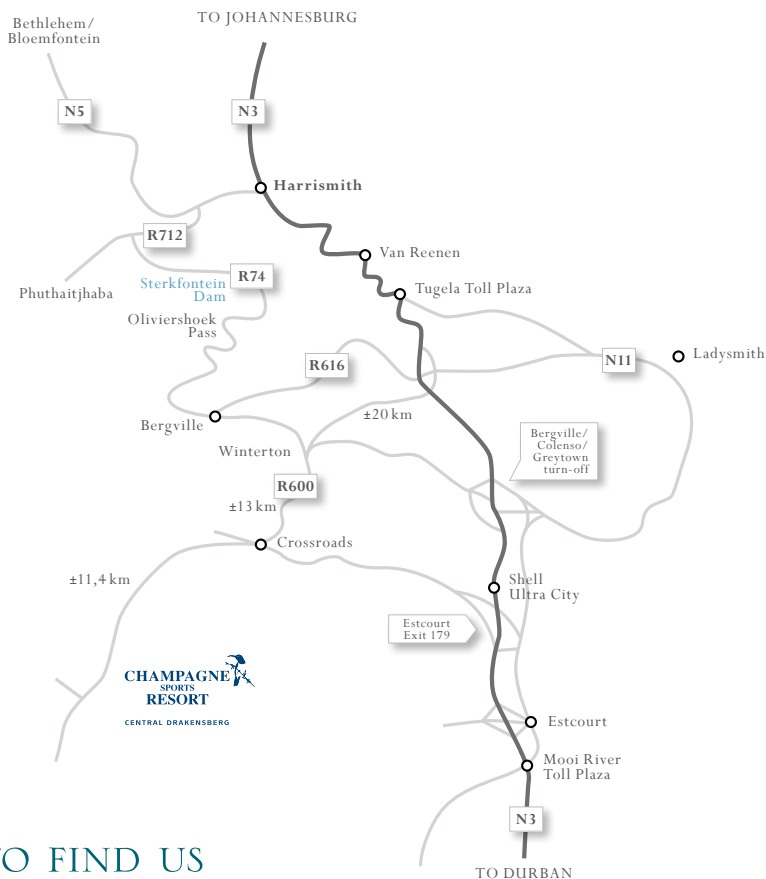 Bethlehem/
Bloemfontein
TO JOHANNESBURG
N5
N3
Harrismith
R712
Van Reenen
Phuthaitjhaba
Sterkfontein
Dam
R74
Tugela Toll Plaza
Oliviershoek
Pass
R616
N11
Ladysmith
Bergville
±20 km
Winterton
Bergville/
Colenso/
Greytown
turn-off
R600
±13 km
Crossroads
±11,4 km
Shell
Ultra City
Estcourt
Exit 179
CHAMPAGNE
SPORTS
RESORT
CENTRAL DRAKENSBERG
Estcourt
Mooi River
Toll Plaza
N3
TO FIND US
TO DURBAN